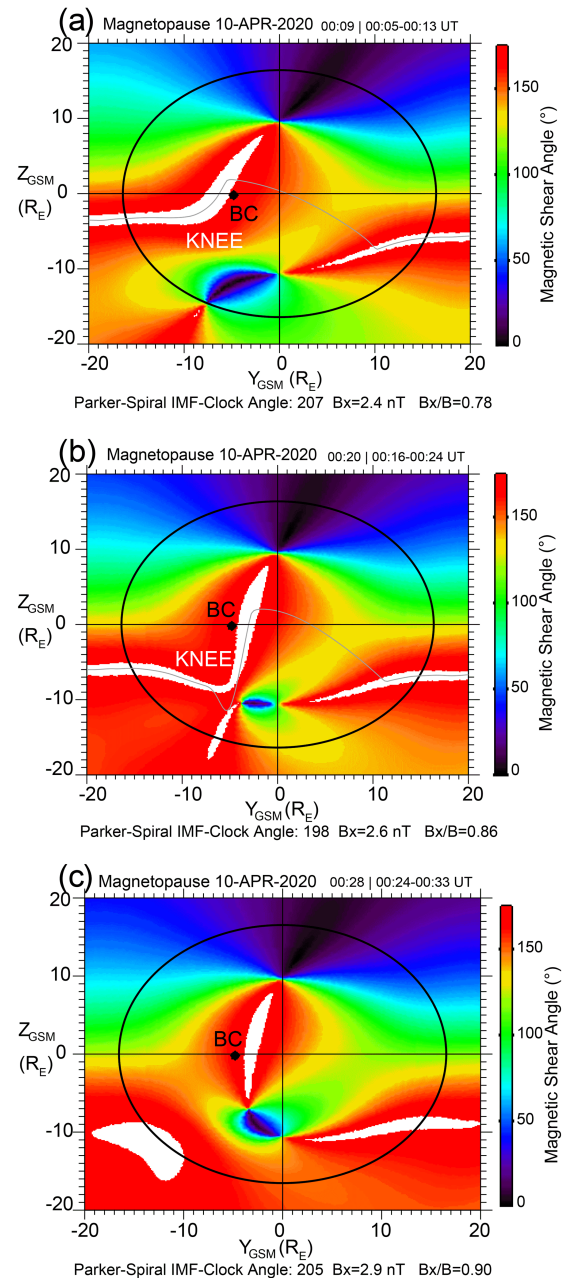 (a) Magnetopause 10-APR-2020 00:09 | 00:05-00:13 UT
20
10
Z_GSM 0
(R_E)
BC
KNEE
-10
-20
-20 -10 0 10 20
Y_GSM (R_E)
150
100
50
0
Magnetic Shear Angle (°)
Parker-Spiral IMF-Clock Angle: 207 Bx=2.4 nT Bx/B=0.78
(b) Magnetopause 10-APR-2020 00:20 | 00:16-00:24 UT
20
10
Z_GSM 0
(R_E)
BC
KNEE
-10
-20
-20 -10 0 10 20
Y_GSM (R_E)
150
100
50
0
Magnetic Shear Angle (°)
Parker-Spiral IMF-Clock Angle: 198 Bx=2.6 nT Bx/B=0.86
(c) Magnetopause 10-APR-2020 00:28 | 00:24-00:33 UT
20
10
Z_GSM 0
(R_E)
BC
-10
-20
-20 -10 0 10 20
Y_GSM (R_E)
150
100
50
0
Magnetic Shear Angle (°)
Parker-Spiral IMF-Clock Angle: 205 Bx=2.9 nT Bx/B=0.90